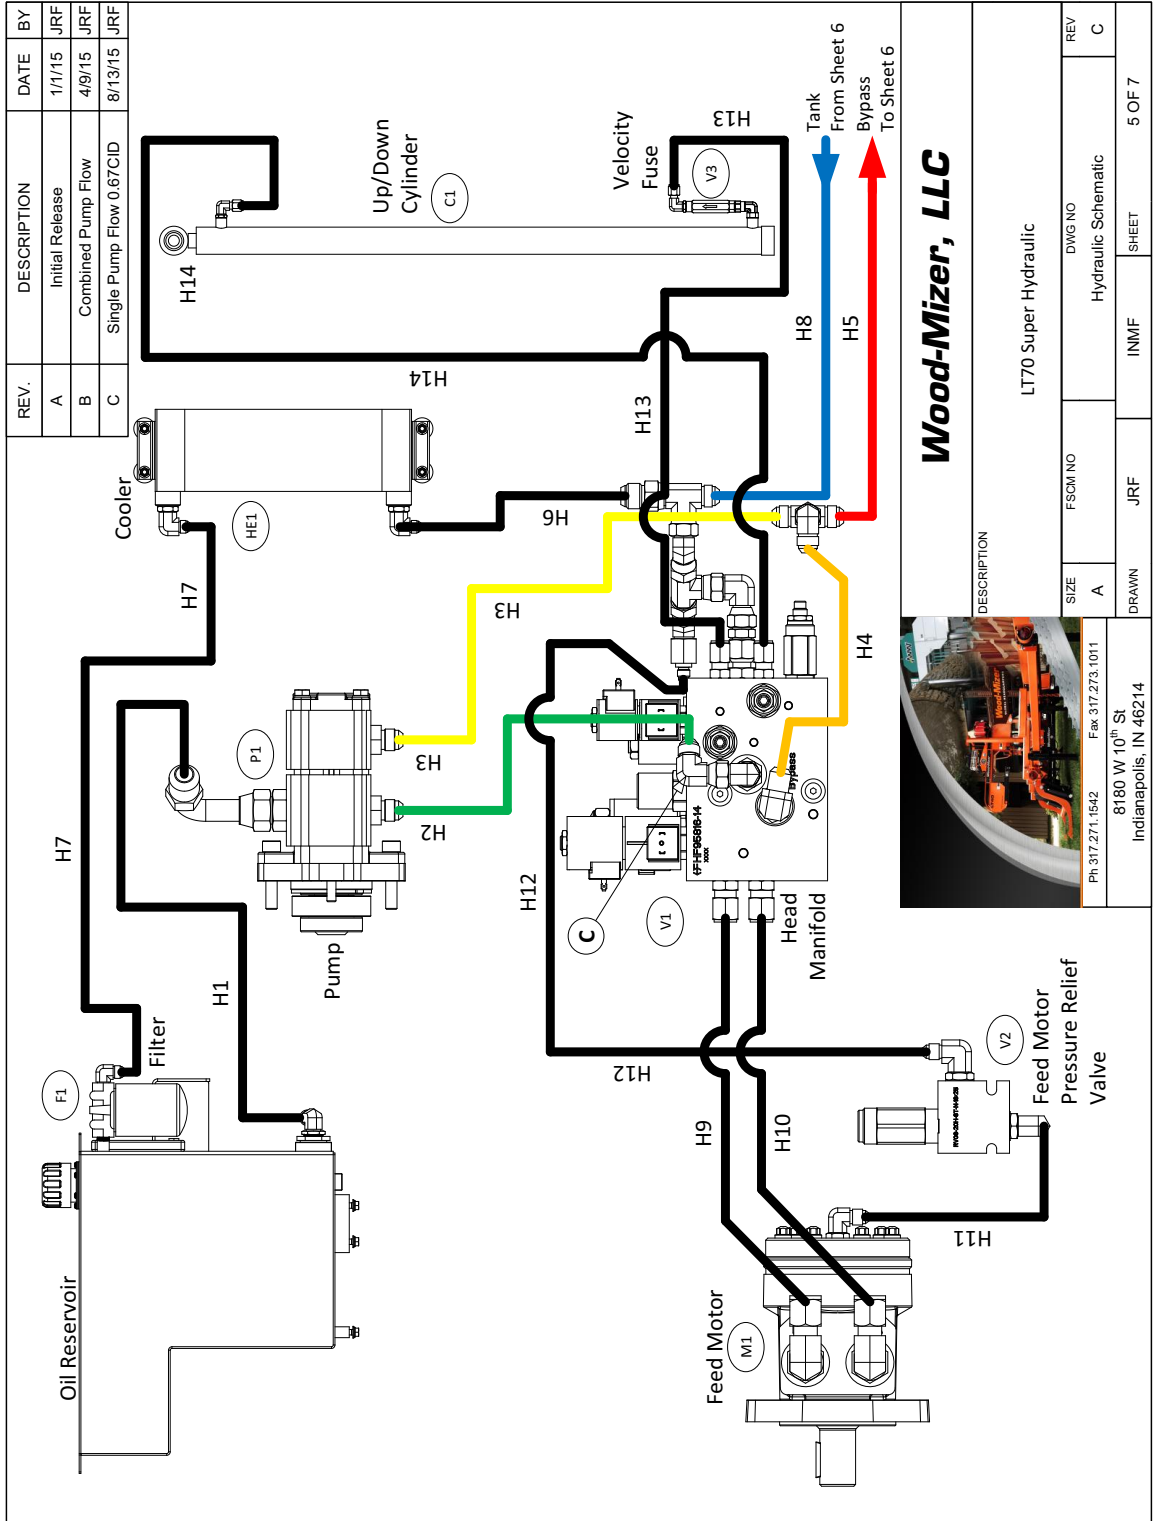 REV.
DESCRIPTION
DATE
BY
A
Initial Release
1/1/15
JRF
B
Combined Pump Flow
4/9/15
JRF
C
Single Pump Flow 0.67CID
8/13/15
JRF
Oil Reservoir
F1
Filter
H7
H7
Cooler
HE1
H1
Pump
P1
H2
H3
H3
H6
H14
H14
Up/Down
Cylinder
C1
Velocity
Fuse
V3
H13
H13
H12
H12
C
V1
Head
Manifold
(FHF95816-14
XXXX
Bypass
H4
H8
H5
Tank
From Sheet 6
Bypass
To Sheet 6
Feed Motor
M1
H9
H10
H11
V2
Feed Motor
Pressure Relief
Valve
Wood-Mizer
Ph 317.271.1542
Fax 317.273.1011
8180 W 10th St
Indianapolis, IN 46214
Wood-Mizer, LLC
DESCRIPTION
LT70 Super Hydraulic
SIZE
A
FSCM NO
DWG NO
Hydraulic Schematic
REV
C
DRAWN
JRF
INMF
SHEET
5 OF 7